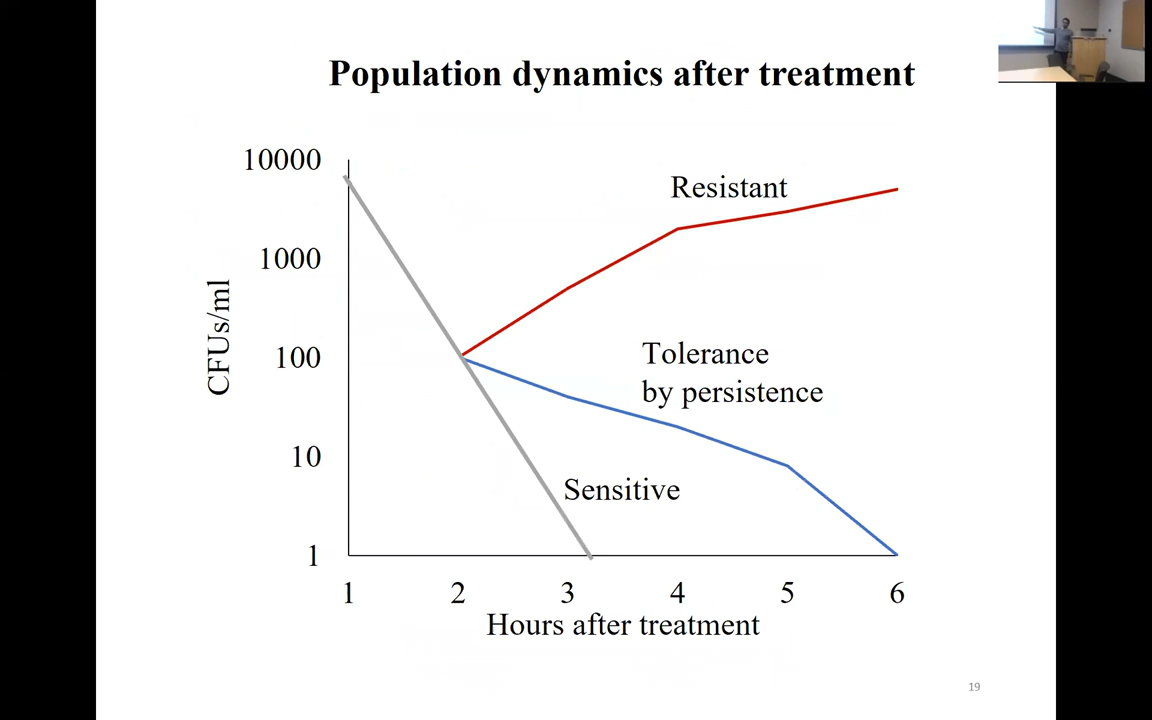 Population dynamics after treatment
10000
1000
100
10
1
CFUs/ml
Resistant
Tolerance
by persistence
Sensitive
1 2 3 4 5 6
Hours after treatment
19